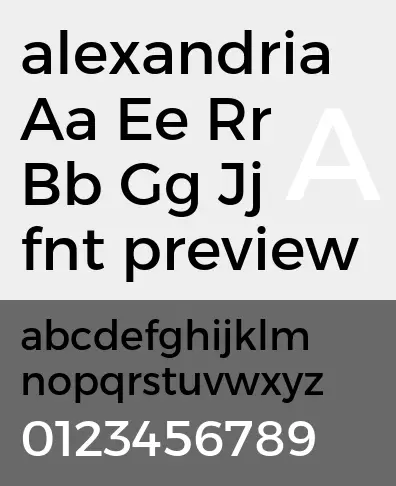 alexandria
Aa Ee Rr
A
Bb Gg Jj
fnt preview
abcdefghijklm
nopqrstuvwxyz
0123456789